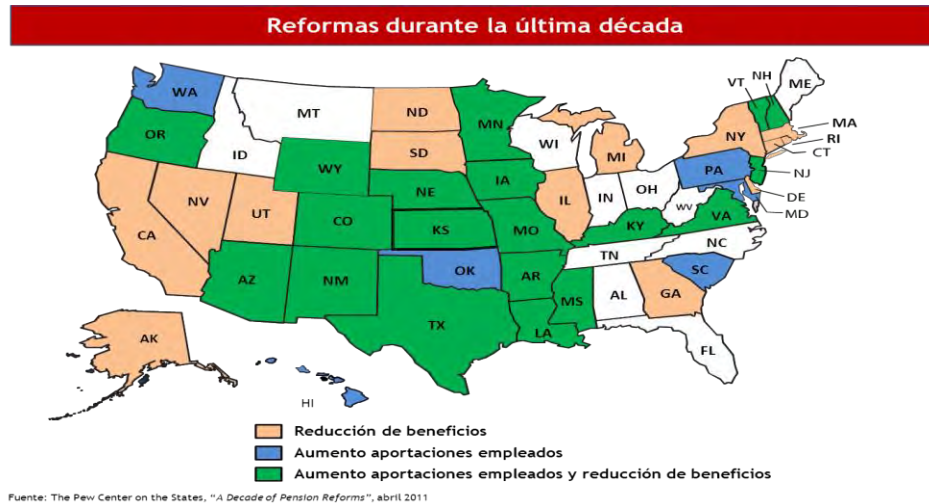 Reformas durante la última década
WA
MT
ND
MN
VT
NH
ME
OR
ID
SD
WI
NY
MA
RI
CT
WY
MI
PA
NJ
NE
IA
DE
MD
NV
UT
CO
IL
IN
OH
WV
VA
CA
KS
MO
KY
NC
TN
AZ
NM
OK
AR
SC
MS
AL
GA
TX
LA
FL
AK
HI
Reducción de beneficios
Aumento aportaciones empleados
Aumento aportaciones empleados y reducción de beneficios
Fuente: The Pew Center on the States, "A Decade of Pension Reforms", abril 2011